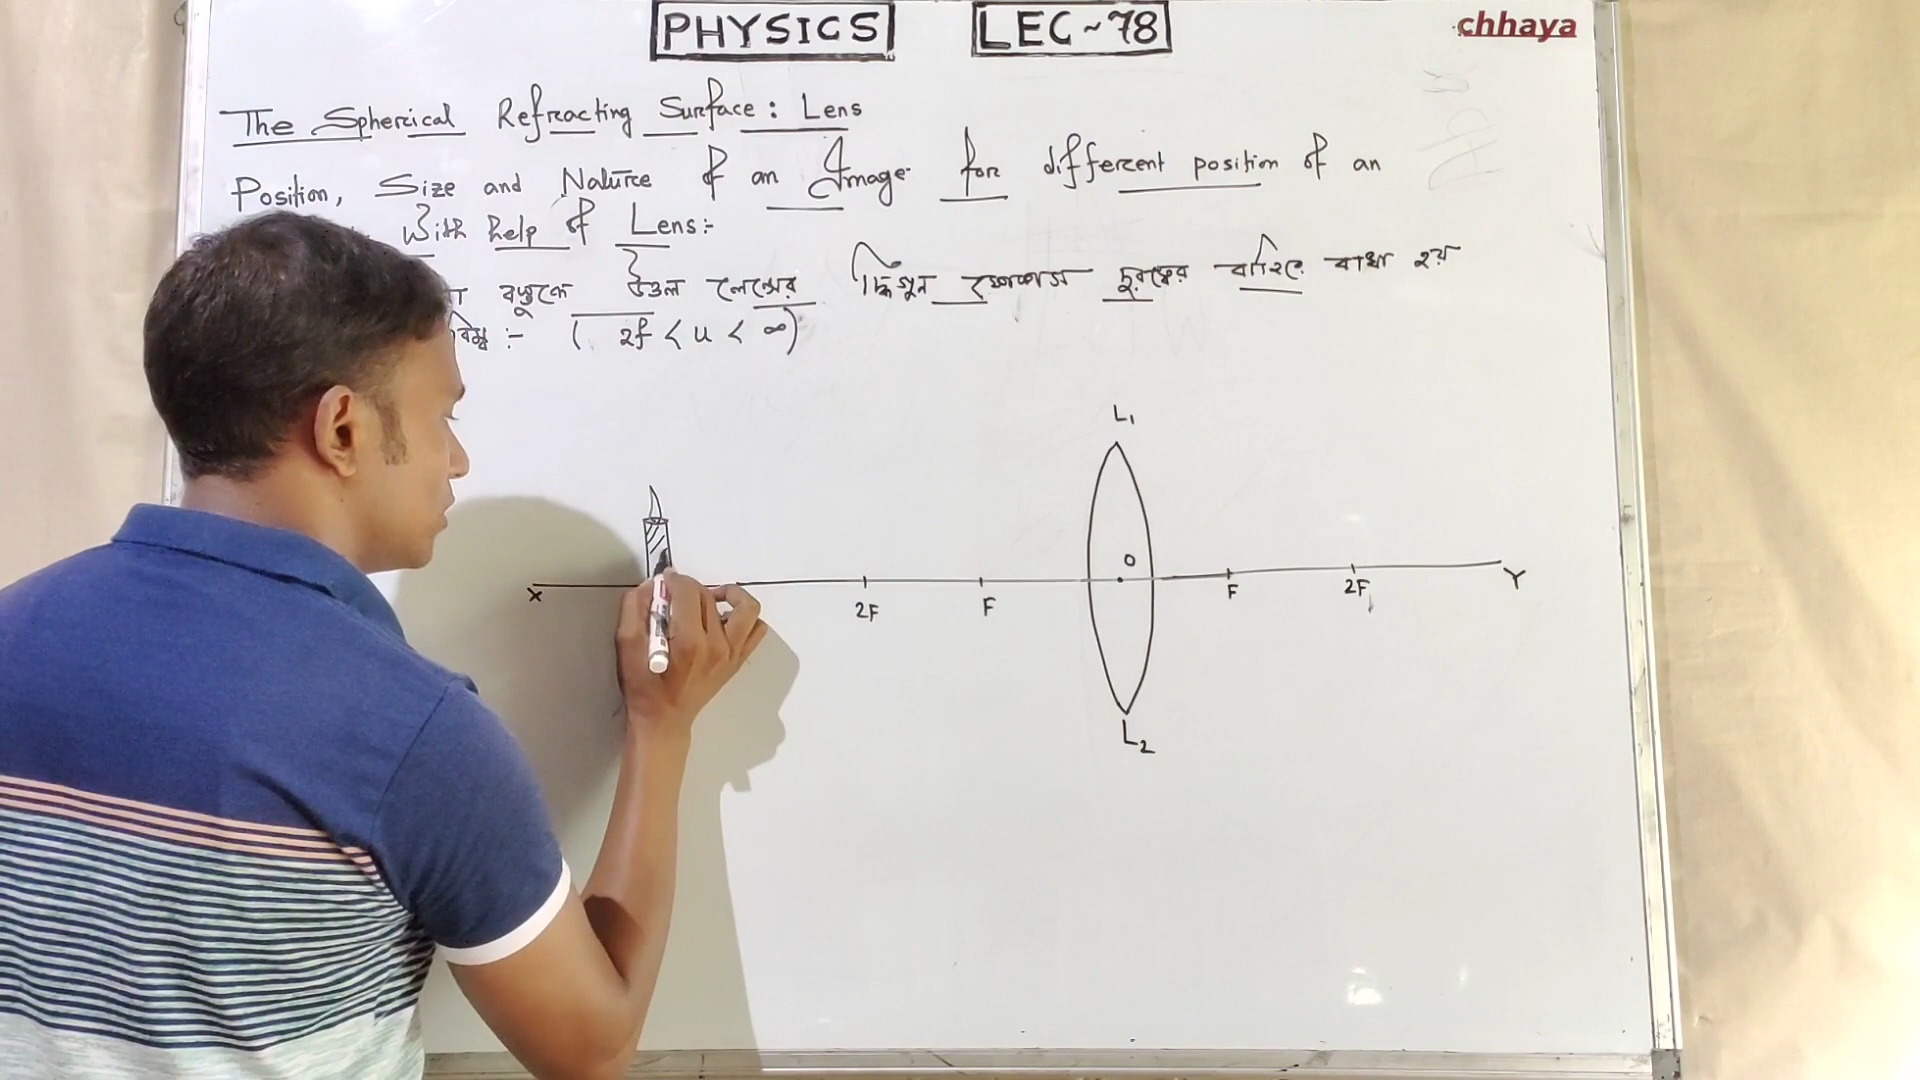 PHYSICS LEC~78
chhaya
The Spherical Refracting Surface: Lens
Position, Size and Nature of an Image for different position of an
With help of Lens:-
বস্তুকে উত্তল লেন্সের দ্বিগুন ফোকাস দূরত্বের বাহিরে রাখা হয়
:- ( 2f < u < ∞)
L₁
O
X 2F F F 2F Y
L₂